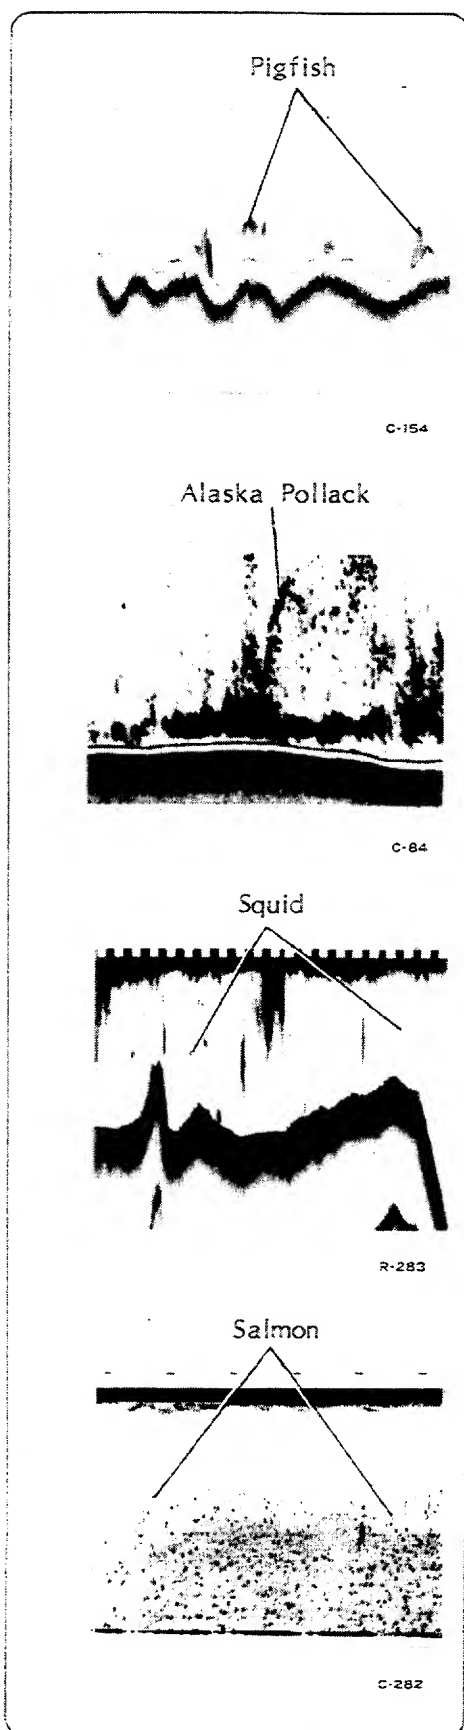 Pigfish
C-154
Alaska Pollack
C-84
Squid
R-283
Salmon
C-282